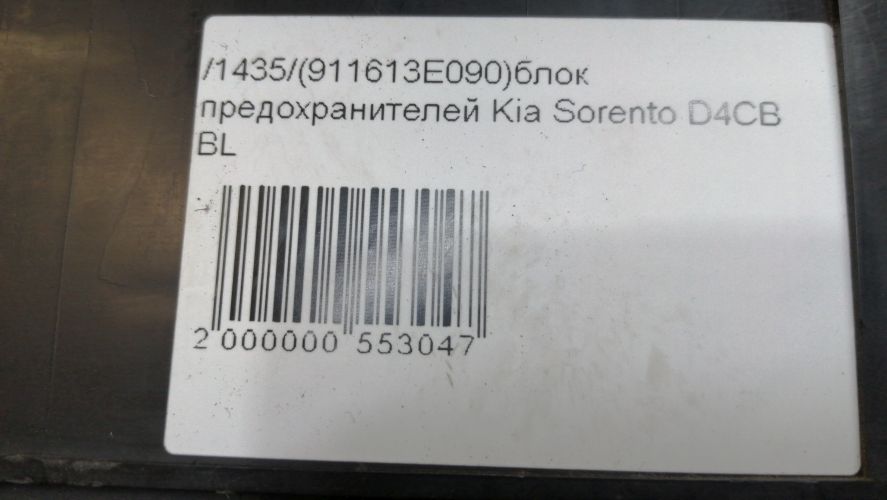 /1435/(911613E090)блок
предохранителей Kia Sorento D4CB
BL
2 000000 553047